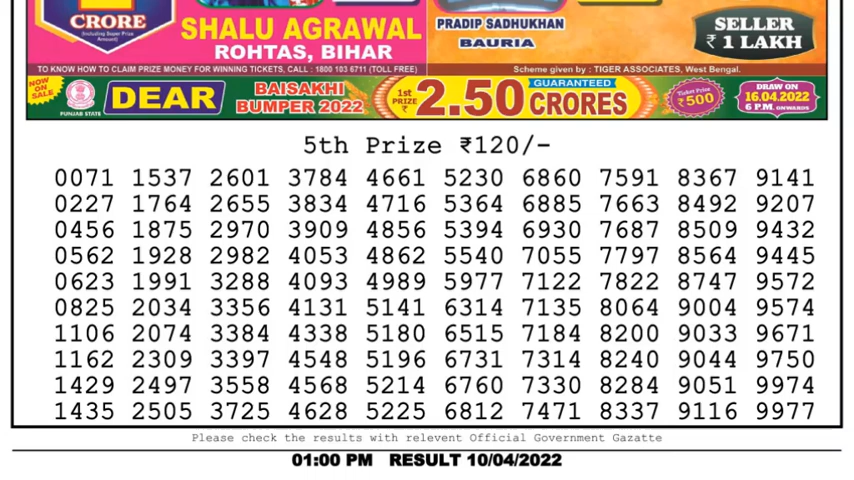 1
CRORE
(Including Super Prize Amount)
SHALU AGRAWAL
ROHTAS, BIHAR
PRADIP SADHUKHAN
BAURIA
SELLER
₹ 1 LAKH
TO KNOW HOW TO CLAIM PRIZE MONEY FOR WINNING TICKETS, CALL : 1800 103 6711 (TOLL FREE)
Scheme given by : TIGER ASSOCIATES, West Bengal.
NOW ON SALE
PUNJAB STATE
DEAR
BAISAKHI
BUMPER 2022
1st PRIZE ₹
2.50
GUARANTEED
CRORES
Ticket Price
₹500
DRAW ON
16.04.2022
6 P.M. ONWARDS
5th Prize ₹120/-
0071 1537 2601 3784 4661 5230 6860 7591 8367 9141
0227 1764 2655 3834 4716 5364 6885 7663 8492 9207
0456 1875 2970 3909 4856 5394 6930 7687 8509 9432
0562 1928 2982 4053 4862 5540 7055 7797 8564 9445
0623 1991 3288 4093 4989 5977 7122 7822 8747 9572
0825 2034 3356 4131 5141 6314 7135 8064 9004 9574
1106 2074 3384 4338 5180 6515 7184 8200 9033 9671
1162 2309 3397 4548 5196 6731 7314 8240 9044 9750
1429 2497 3558 4568 5214 6760 7330 8284 9051 9974
1435 2505 3725 4628 5225 6812 7471 8337 9116 9977
Please check the results with relevent Official Government Gazatte
01:00 PM RESULT 10/04/2022